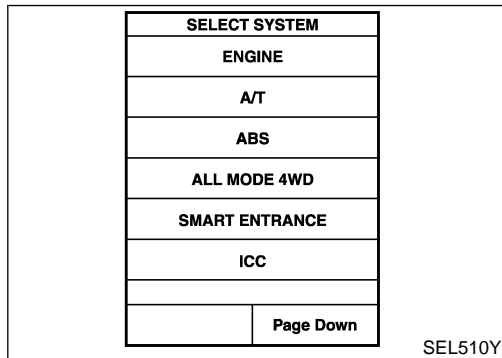 SELECT SYSTEM
ENGINE
A/T
ABS
ALL MODE 4WD
SMART ENTRANCE
ICC
Page Down
SEL510Y